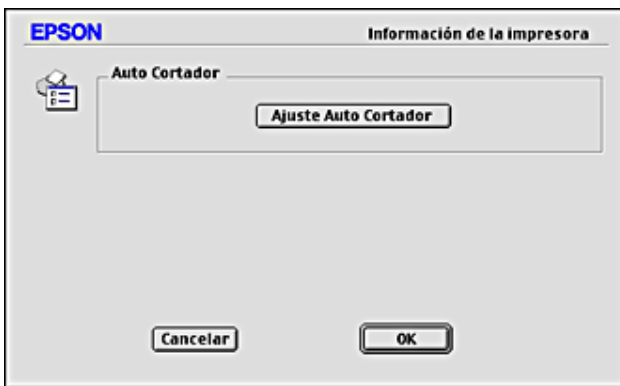 EPSON Información de la impresora
Auto Cortador
Ajuste Auto Cortador
Cancelar OK